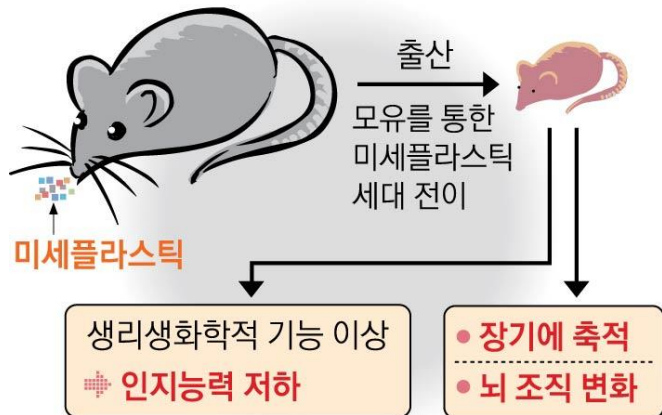 출산
모유를 통한
미세플라스틱
세대 전이
미세플라스틱
생리생화학적 기능 이상
인지능력 저하
• 장기에 축적
• 뇌 조직 변화